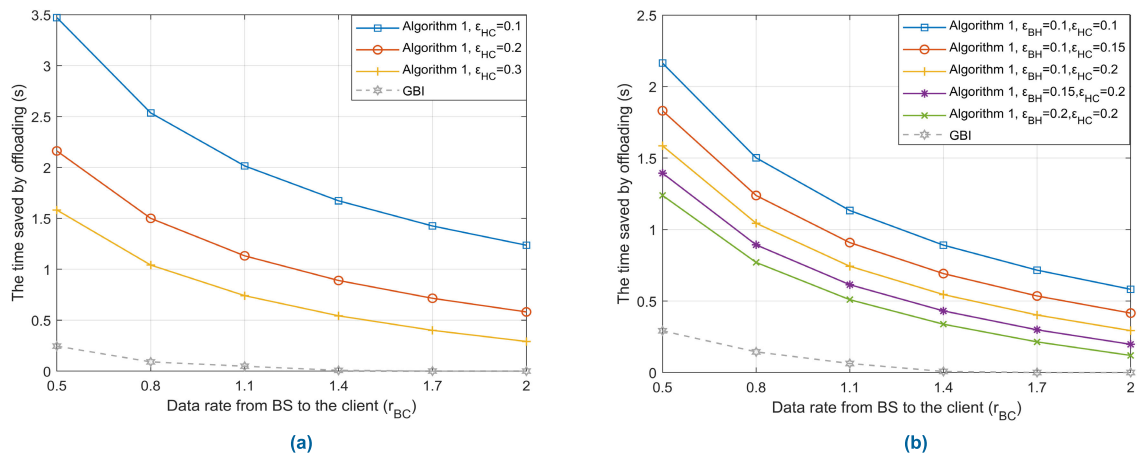 3.5
3
2.5
2
1.5
1
0.5
0
The time saved by offloading (s)
Algorithm 1, ε_HC=0.1
Algorithm 1, ε_HC=0.2
Algorithm 1, ε_HC=0.3
GBI
0.5 0.8 1.1 1.4 1.7 2
Data rate from BS to the client (r_BC)
(a)
2.5
2
1.5
1
0.5
0
The time saved by offloading (s)
Algorithm 1, ε_BH=0.1,ε_HC=0.1
Algorithm 1, ε_BH=0.1,ε_HC=0.15
Algorithm 1, ε_BH=0.1,ε_HC=0.2
Algorithm 1, ε_BH=0.15,ε_HC=0.2
Algorithm 1, ε_BH=0.2,ε_HC=0.2
GBI
0.5 0.8 1.1 1.4 1.7 2
Data rate from BS to the client (r_BC)
(b)